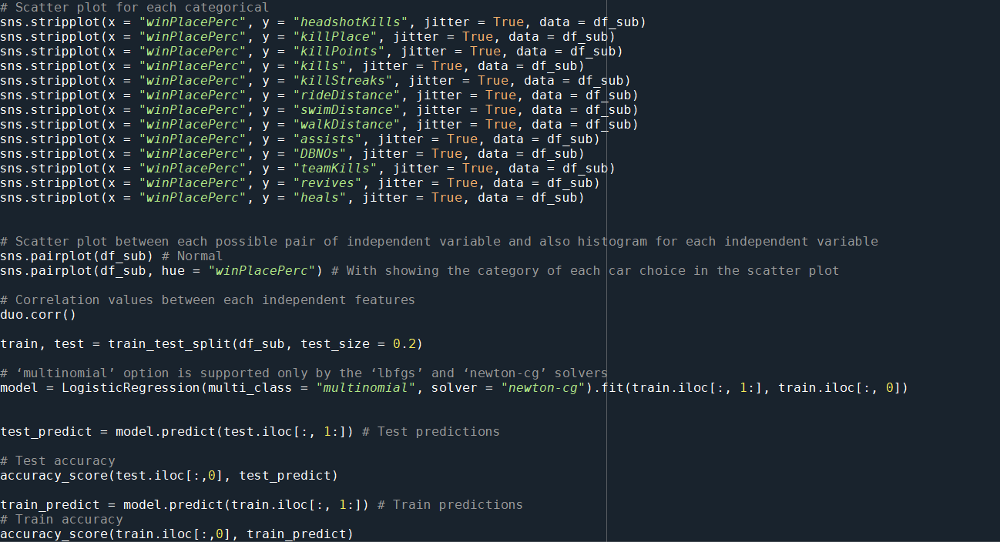 # Scatter plot for each categorical
sns.stripplot(x = "winPlacePerc", y = "headshotKills", jitter = True, data = df_sub)
sns.stripplot(x = "winPlacePerc", y = "killPlace", jitter = True, data = df_sub)
sns.stripplot(x = "winPlacePerc", y = "killPoints", jitter = True, data = df_sub)
sns.stripplot(x = "winPlacePerc", y = "kills", jitter = True, data = df_sub)
sns.stripplot(x = "winPlacePerc", y = "killStreaks", jitter = True, data = df_sub)
sns.stripplot(x = "winPlacePerc", y = "rideDistance", jitter = True, data = df_sub)
sns.stripplot(x = "winPlacePerc", y = "swimDistance", jitter = True, data = df_sub)
sns.stripplot(x = "winPlacePerc", y = "walkDistance", jitter = True, data = df_sub)
sns.stripplot(x = "winPlacePerc", y = "assists", jitter = True, data = df_sub)
sns.stripplot(x = "winPlacePerc", y = "DBNOs", jitter = True, data = df_sub)
sns.stripplot(x = "winPlacePerc", y = "teamKills", jitter = True, data = df_sub)
sns.stripplot(x = "winPlacePerc", y = "revives", jitter = True, data = df_sub)
sns.stripplot(x = "winPlacePerc", y = "heals", jitter = True, data = df_sub)
# Scatter plot between each possible pair of independent variable and also histogram for each independent variable
sns.pairplot(df_sub) # Normal
sns.pairplot(df_sub, hue = "winPlacePerc") # With showing the category of each car choice in the scatter plot
# Correlation values between each independent features
duo.corr()
train, test = train_test_split(df_sub, test_size = 0.2)
# ‘multinomial’ option is supported only by the ‘lbfgs’ and ‘newton-cg’ solvers
model = LogisticRegression(multi_class = "multinomial", solver = "newton-cg").fit(train.iloc[:, 1:], train.iloc[:, 0])
test_predict = model.predict(test.iloc[:, 1:]) # Test predictions
# Test accuracy
accuracy_score(test.iloc[:,0], test_predict)
train_predict = model.predict(train.iloc[:, 1:]) # Train predictions
# Train accuracy
accuracy_score(train.iloc[:,0], train_predict)